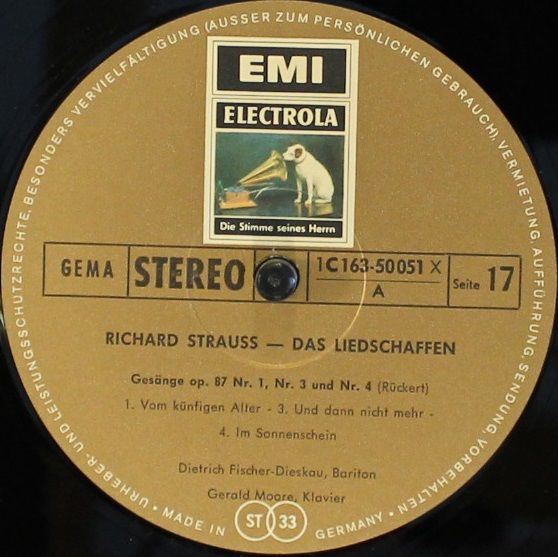 EMI
ELECTROLA
Die Stimme seines Herrn
GEMA
STEREO
1C163-50051 X
A
Seite 17
RICHARD STRAUSS — DAS LIEDSCHAFFEN
Gesänge op. 87 Nr. 1, Nr. 3 und Nr. 4 (Rückert)
1. Vom künfigen Alter - 3. Und dann nicht mehr -
4. Im Sonnenschein
Dietrich Fischer-Dieskau, Bariton
Gerald Moore, Klavier
URHEBER- UND LEISTUNGSSCHUTZRECHTE, BESONDERS VERVIELFÄLTIGUNG (AUSSER ZUM PERSÖNLICHEN GEBRAUCH), VERMIETUNG, AUFFÜHRUNG, SENDUNG, VORBEHALTEN •
• MADE IN GERMANY •
ST 33